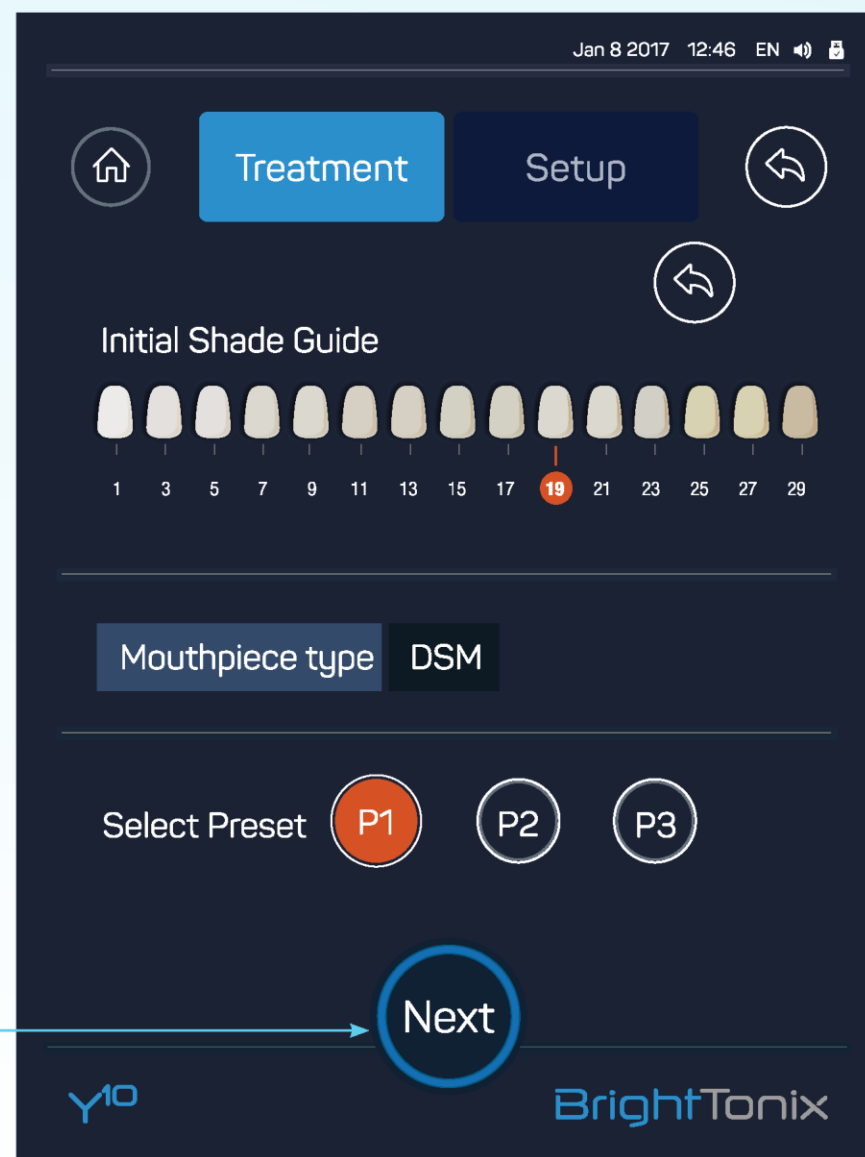 Jan 8 2017 12:46 EN
Treatment Setup
Initial Shade Guide
1 3 5 7 9 11 13 15 17 19 21 23 25 27 29
Mouthpiece type DSM
Select Preset P1 P2 P3
Next
Y10 BrightTonix